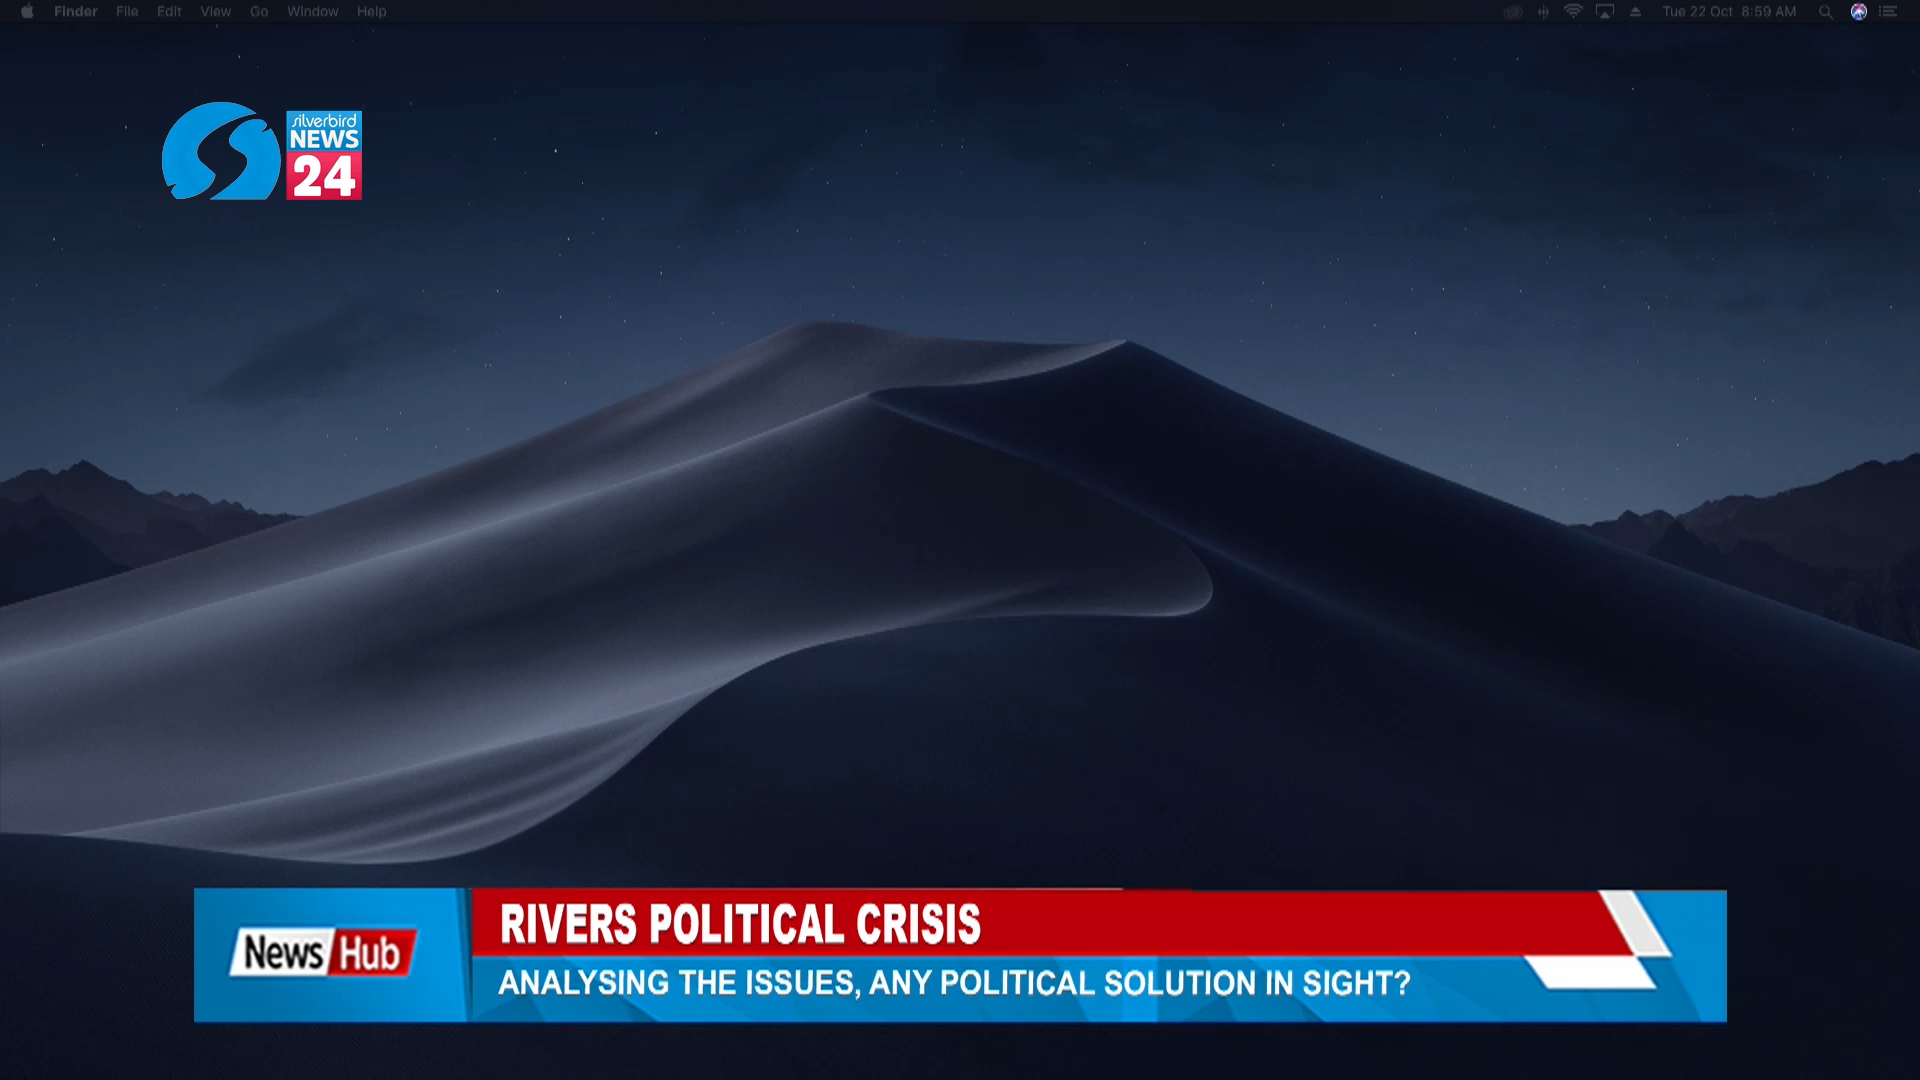 Finder File Edit View Go Window Help
Tue 22 Oct 8:59 AM
silverbird
NEWS
24
News Hub
RIVERS POLITICAL CRISIS
ANALYSING THE ISSUES, ANY POLITICAL SOLUTION IN SIGHT?